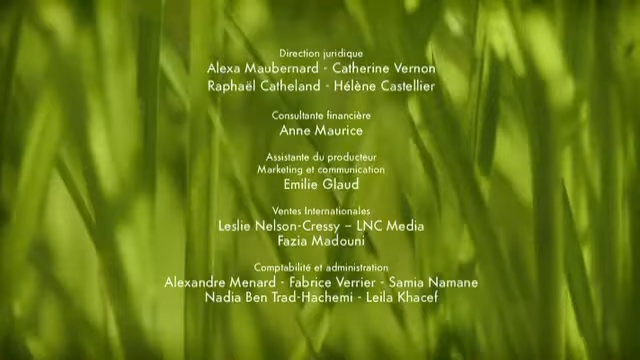 Direction juridique
Alexa Maubernard - Catherine Vernon
Raphaël Catheland - Hélène Castellier
Consultante financière
Anne Maurice
Assistante du producteur
Marketing et communication
Emilie Glaud
Ventes Internationales
Leslie Nelson-Cressy – LNC Media
Fazia Madouni
Comptabilité et administration
Alexandre Menard - Fabrice Verrier - Samia Namane
Nadia Ben Trad-Hachemi - Leila Khacef